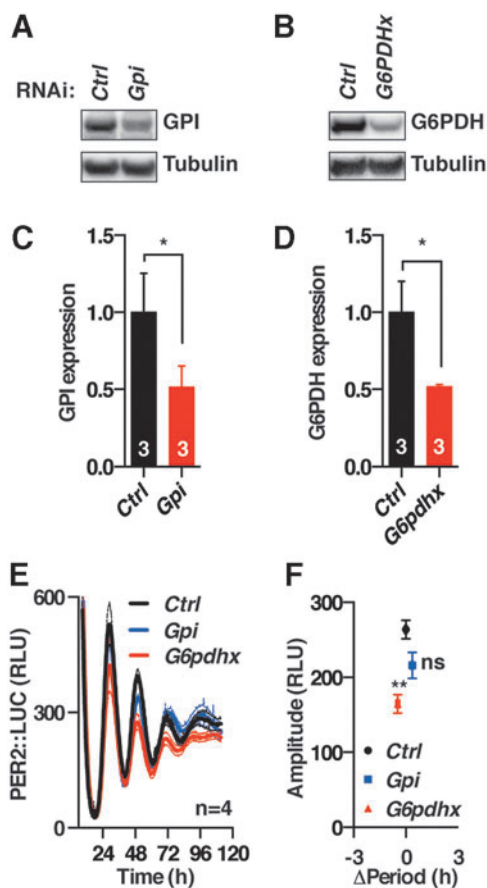 A
B
RNAi: Ctrl Gpi
Ctrl G6PDHx
GPI
G6PDH
Tubulin
Tubulin
C
D
GPI expression
1.5
1.0
0.5
0.0
*
3
3
Ctrl
Gpi
G6PDH expression
1.5
1.0
0.5
0.0
*
3
3
Ctrl
G6pdhx
E
F
PER2::LUC (RLU)
600
300
0
Ctrl
Gpi
G6pdhx
n=4
24 48 72 96 120
Time (h)
Amplitude (RLU)
300
200
100
0
ns
**
Ctrl
Gpi
G6pdhx
-3 0 3
ΔPeriod (h)